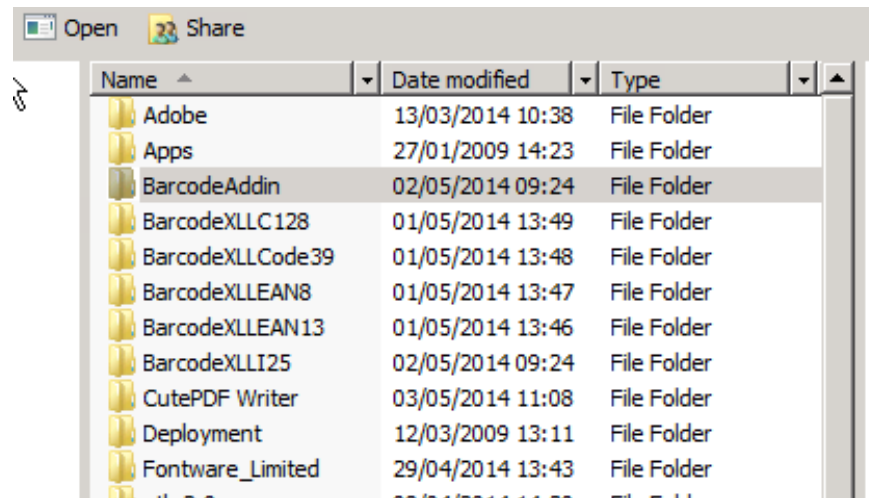 Open Share
Name Date modified Type
Adobe 13/03/2014 10:38 File Folder
Apps 27/01/2009 14:23 File Folder
BarcodeAddin 02/05/2014 09:24 File Folder
BarcodeXLLC128 01/05/2014 13:49 File Folder
BarcodeXLLCode39 01/05/2014 13:48 File Folder
BarcodeXLLEAN8 01/05/2014 13:47 File Folder
BarcodeXLLEAN13 01/05/2014 13:46 File Folder
BarcodeXLLI25 02/05/2014 09:24 File Folder
CutePDF Writer 03/05/2014 11:08 File Folder
Deployment 12/03/2009 13:11 File Folder
Fontware_Limited 29/04/2014 13:43 File Folder